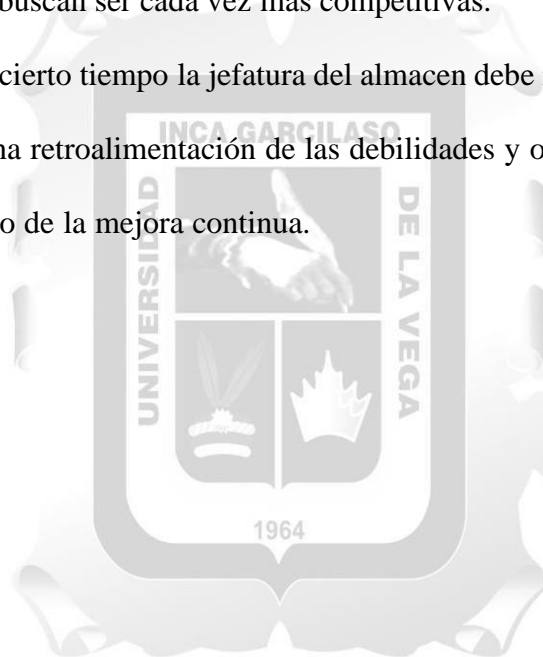 buscan ser cada vez más competitivas.
cierto tiempo la jefatura del almacen debe
na retroalimentación de las debilidades y o
o de la mejora continua.
INCA GARCILASO
UNIVERSIDAD
DE LA VEGA
1964